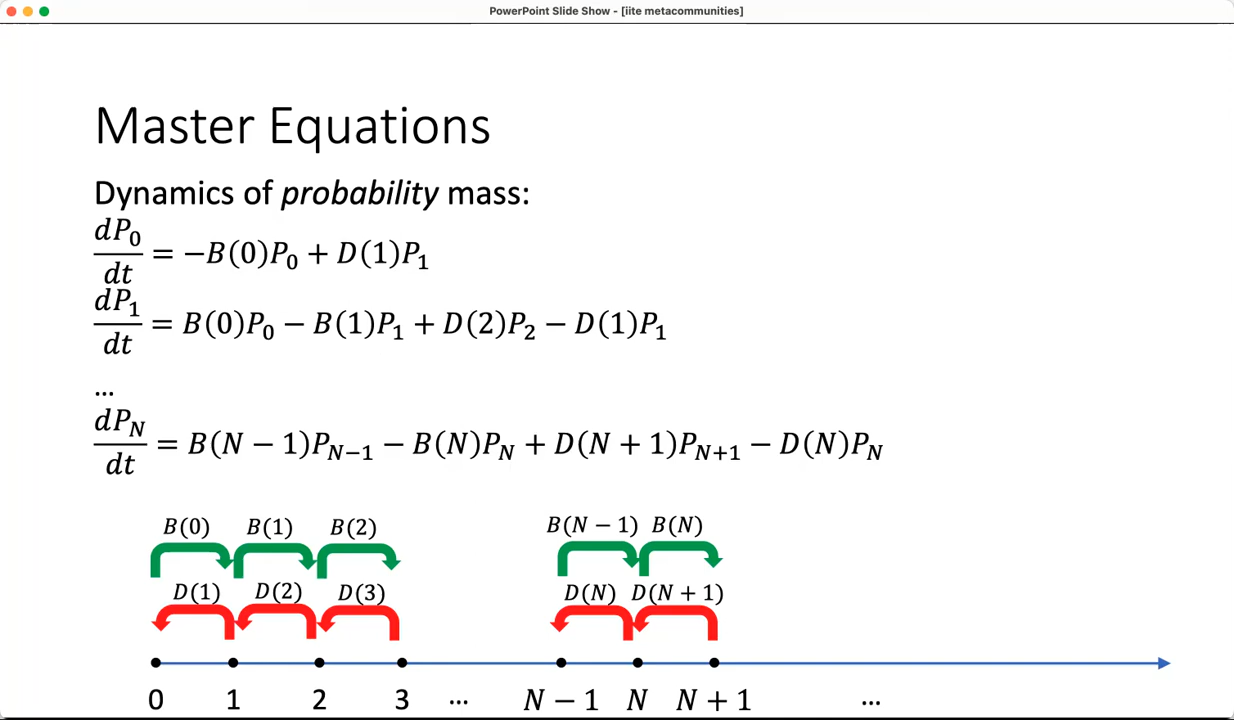 PowerPoint Slide Show - [iite metacommunities]
Master Equations
Dynamics of probability mass:
dP₀/dt = −B(0)P₀ + D(1)P₁
dP₁/dt = B(0)P₀ − B(1)P₁ + D(2)P₂ − D(1)P₁
...
dP_N/dt = B(N − 1)P_{N−1} − B(N)P_N + D(N + 1)P_{N+1} − D(N)P_N
B(0) B(1) B(2) B(N − 1) B(N)
D(1) D(2) D(3) D(N) D(N + 1)
0 1 2 3 ... N − 1 N N + 1 ...